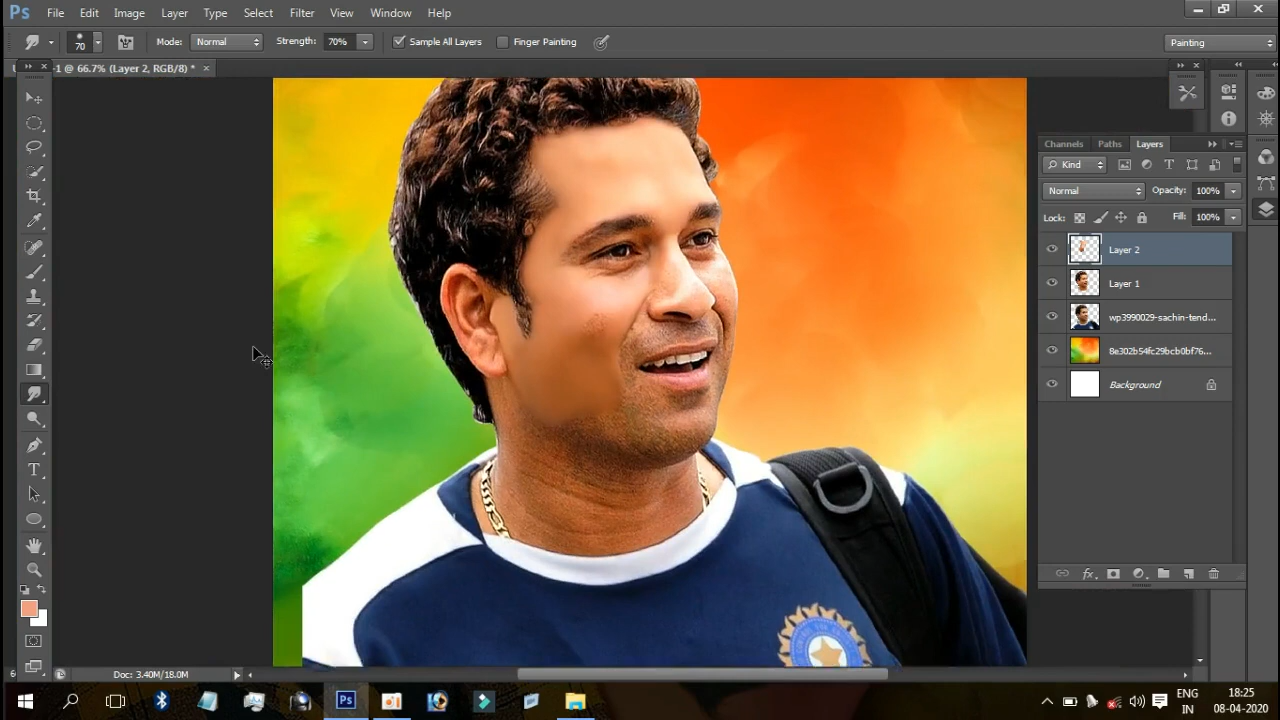 Ps File Edit Image Layer Type Select Filter View Window Help
70 Mode: Normal Strength: 70% Sample All Layers Finger Painting Painting
-1 @ 66.7% (Layer 2, RGB/8) * ×
Channels Paths Layers
Kind
Normal Opacity: 100%
Lock: Fill: 100%
Layer 2
Layer 1
wp3990029-sachin-tend...
8e302b54fc29bcb0bf76...
Background
fx
Doc: 3.40M/18.0M
Ps
ENG 18:25
IN 08-04-2020